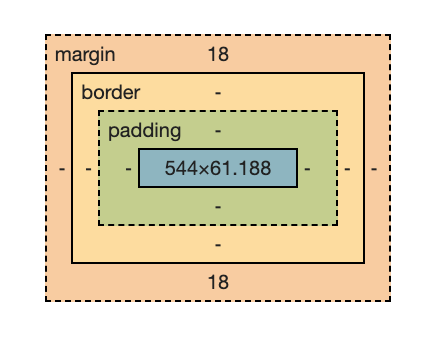 margin 18
border -
padding -
- - - 544×61.188 - - -
-
-
18